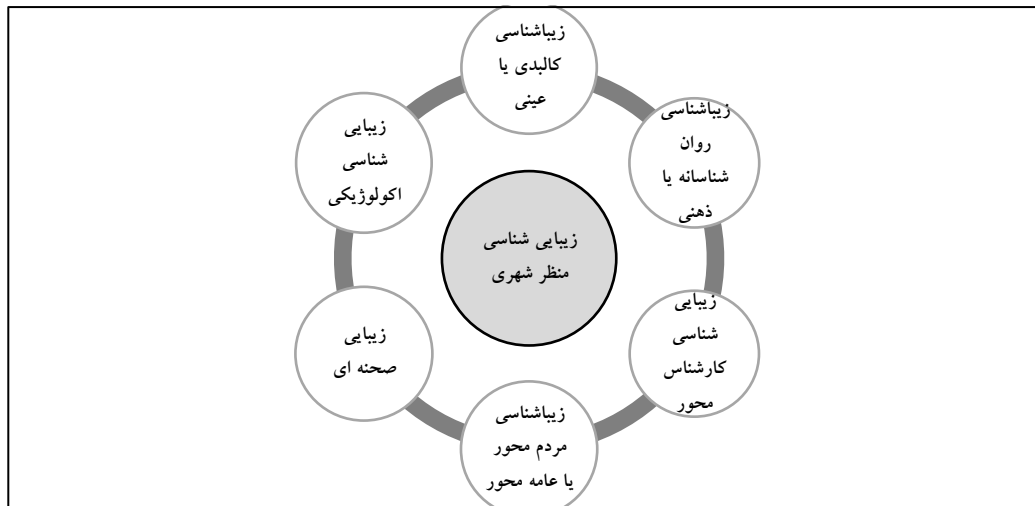 زیباشناسی
کالبدی یا
عینی
زیباشناسی
روان
شناسانه یا
ذهنی
زیبایی
شناسی
کارشناس
محور
زیباشناسی
مردم محور
یا عامه محور
زیبایی
صحنه ای
زیبایی
شناسی
اکولوژیکی
زیبایی شناسی
منظر شهری